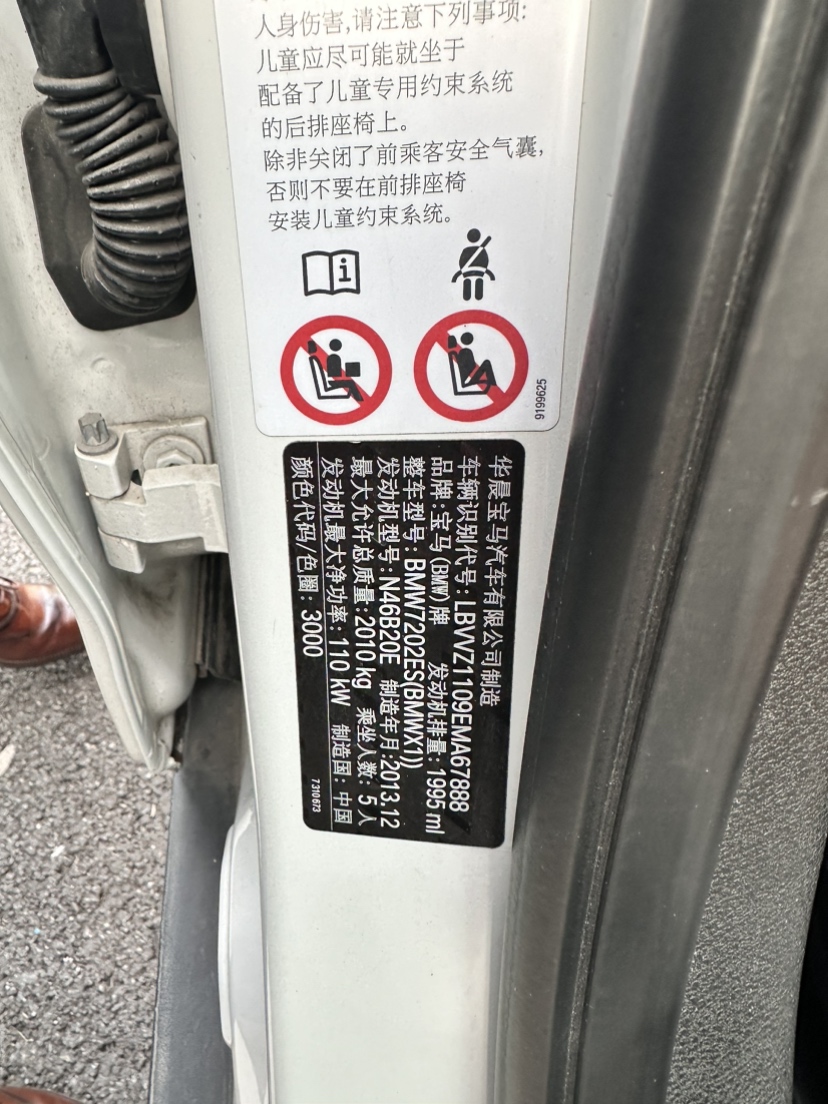 人身伤害,请注意下列事项:
儿童应尽可能就坐于
配备了儿童专用约束系统
的后排座椅上。
除非关闭了前乘客安全气囊,
否则不要在前排座椅
安装儿童约束系统。
9199625
华晨宝马汽车有限公司制造
车辆识别代号:LBVVZ1109EMA67888
品牌:宝马(BMW)牌 发动机排量:1995 ml
整车型号:BMW7202ES(BMWX1))
发动机型号:N46B20E 制造年月:2013.12
最大允许总质量:2010 kg 乘坐人数:5人
发动机最大净功率:110 kW 制造国:中国
颜色代码/色圈:3000
7310673